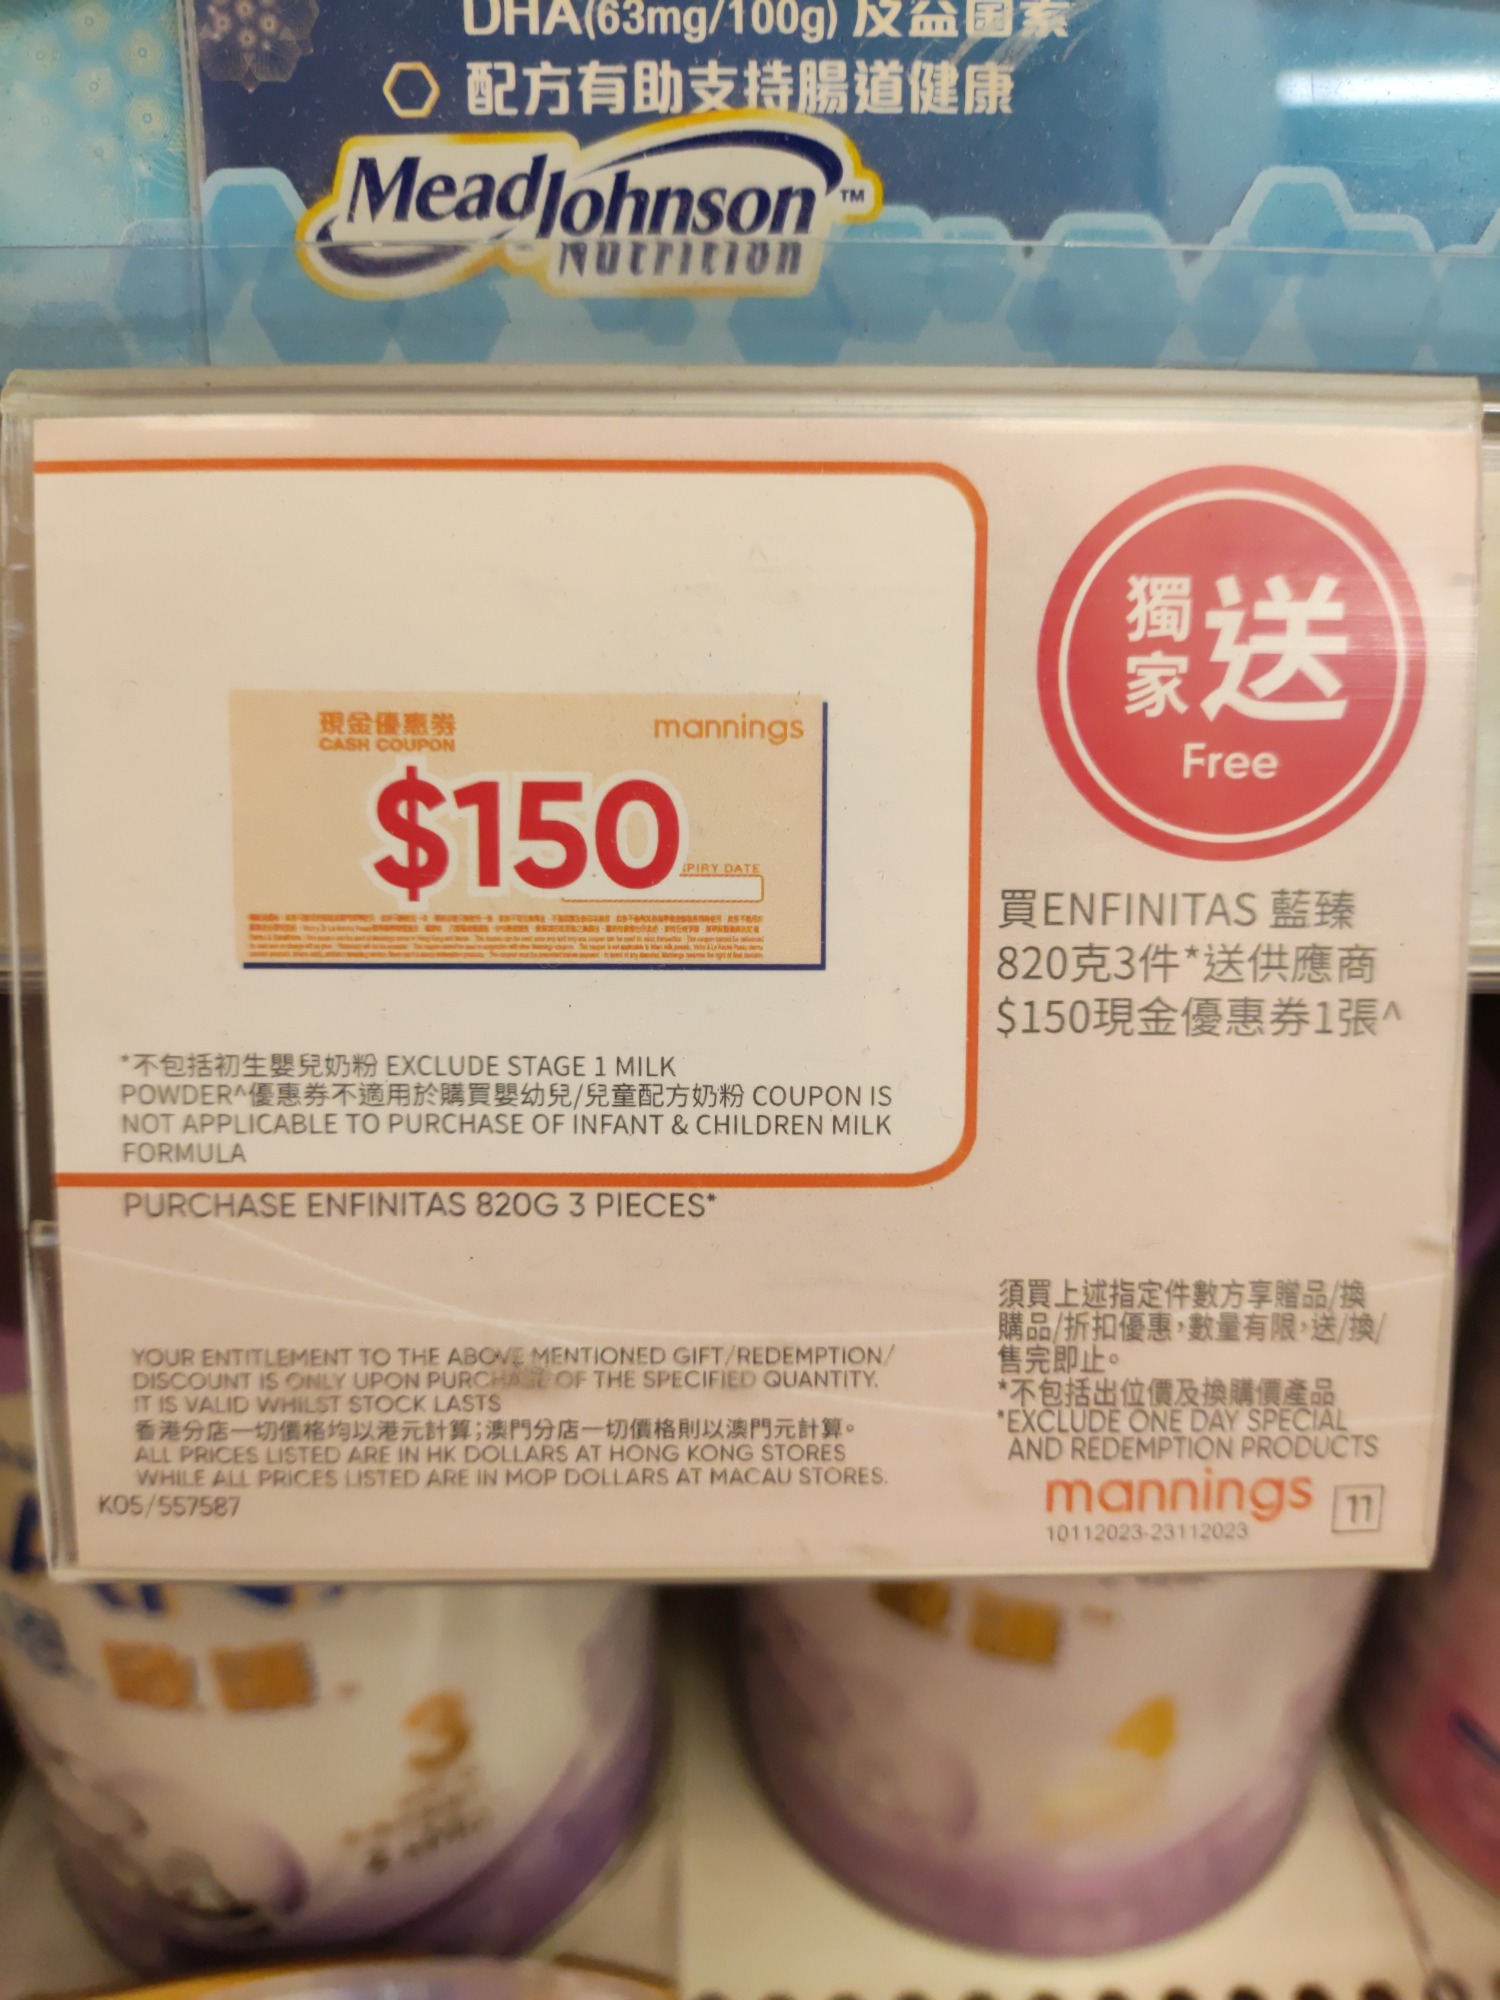 DHA(63mg/100g) 及益菌素
配方有助支持腸道健康
MeadJohnson™
Nutrition
獨家送
Free
現金優惠券
CASH COUPON
mannings
$150
PIRY DATE
買ENFINITAS 藍臻
820克3件*送供應商
$150現金優惠券1張^
*不包括初生嬰兒奶粉 EXCLUDE STAGE 1 MILK
POWDER^優惠券不適用於購買嬰幼兒/兒童配方奶粉 COUPON IS
NOT APPLICABLE TO PURCHASE OF INFANT & CHILDREN MILK
FORMULA
PURCHASE ENFINITAS 820G 3 PIECES*
須買上述指定件數方享贈品/換
購品/折扣優惠，數量有限，送/換/
售完即止。
*不包括出位價及換購價產品
*EXCLUDE ONE DAY SPECIAL
AND REDEMPTION PRODUCTS
YOUR ENTITLEMENT TO THE ABOVE MENTIONED GIFT/REDEMPTION/
DISCOUNT IS ONLY UPON PURCHASE OF THE SPECIFIED QUANTITY.
IT IS VALID WHILST STOCK LASTS
香港分店一切價格均以港元計算;澳門分店一切價格則以澳門元計算。
ALL PRICES LISTED ARE IN HK DOLLARS AT HONG KONG STORES
WHILE ALL PRICES LISTED ARE IN MOP DOLLARS AT MACAU STORES.
K05/557587
mannings
11
10112023-23112023
3